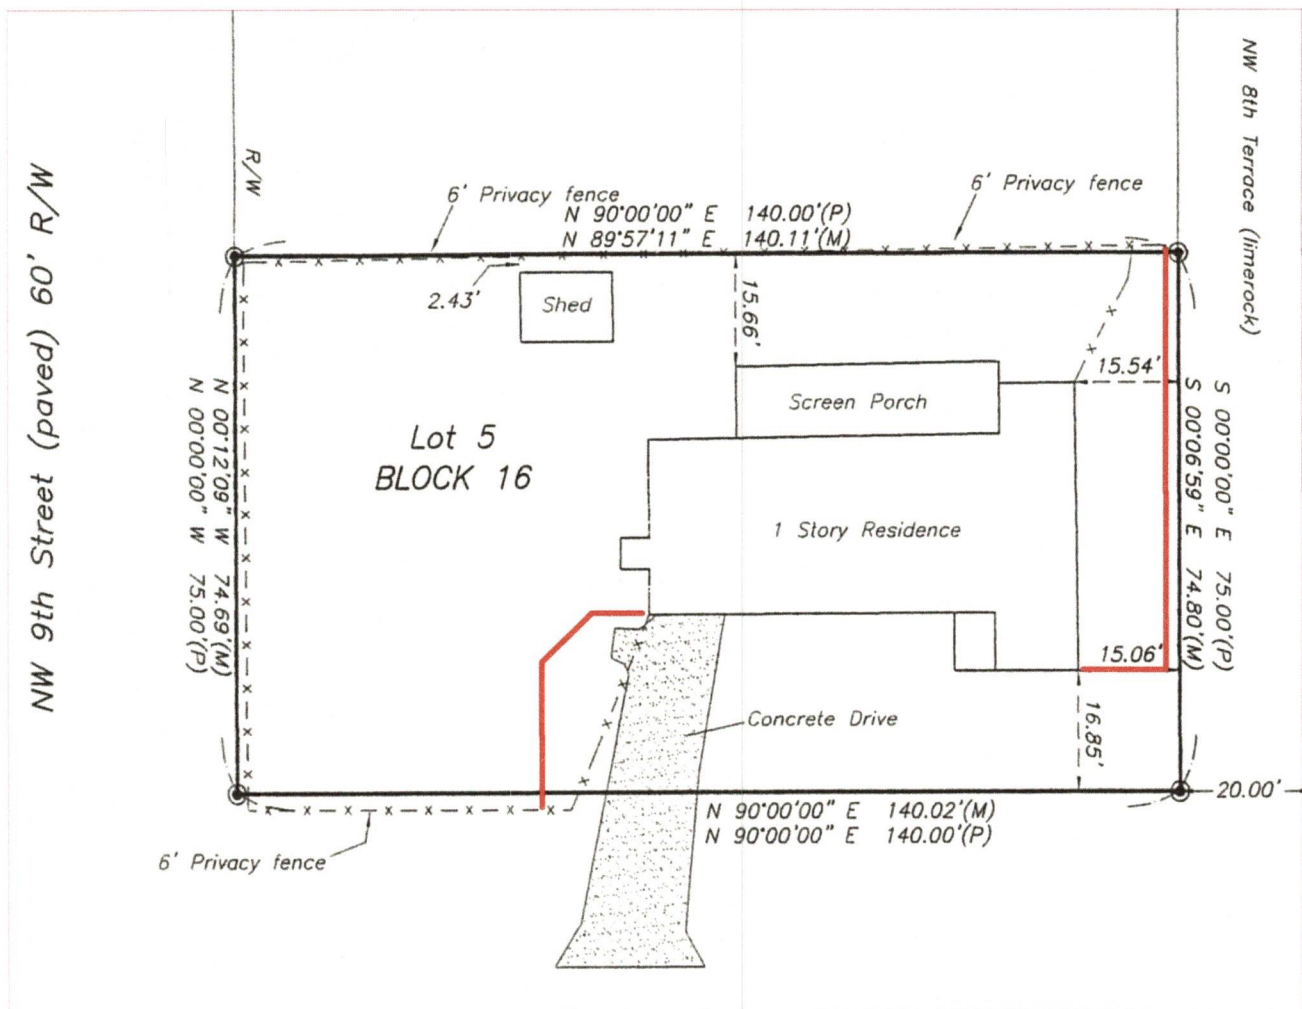 NW 8th Terrace (limerock)
R/W
6' Privacy fence
6' Privacy fence
N 90°00'00" E 140.00'(P)
N 89°57'11" E 140.11'(M)
NW 9th Street (paved) 60' R/W
2.43'
Shed
15.66'
15.54'
Screen Porch
Lot 5
BLOCK 16
N 00°12'09" W 74.69'(M)
N 00°00'00" W 75.00'(P)
S 00°00'00" E 75.00'(P)
S 00°06'59" E 74.80'(M)
1 Story Residence
15.06'
Concrete Drive
16.85'
20.00'
N 90°00'00" E 140.02'(M)
N 90°00'00" E 140.00'(P)
6' Privacy fence